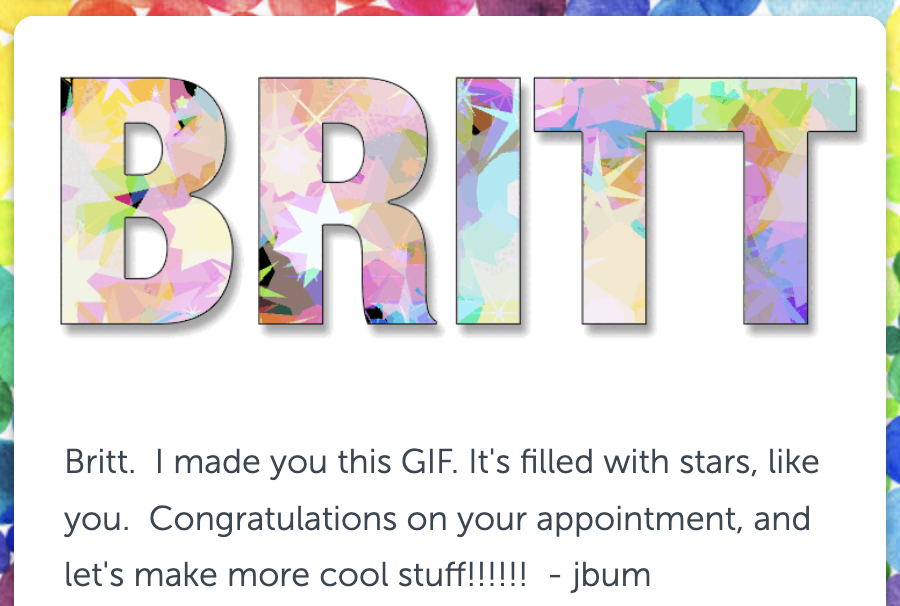 BRITT
Britt.  I made you this GIF. It's filled with stars, like
you.  Congratulations on your appointment, and
let's make more cool stuff!!!!!!  - jbum